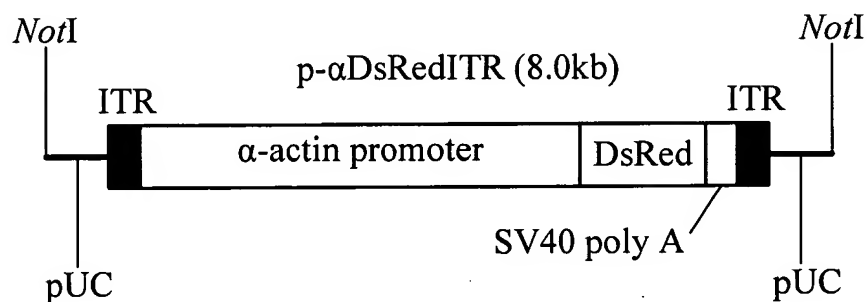 NotI
NotI
p-αDsRedITR (8.0kb)
ITR
ITR
α-actin promoter
DsRed
SV40 poly A
pUC
pUC